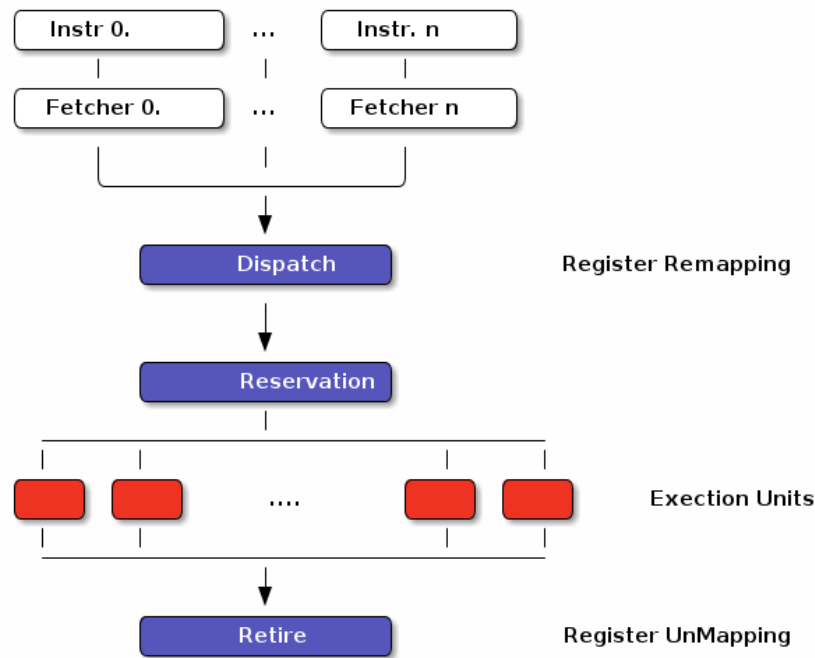 Instr 0. ... Instr. n
Fetcher 0. ... Fetcher n
Dispatch Register Remapping
Reservation
.... Exection Units
Retire Register UnMapping